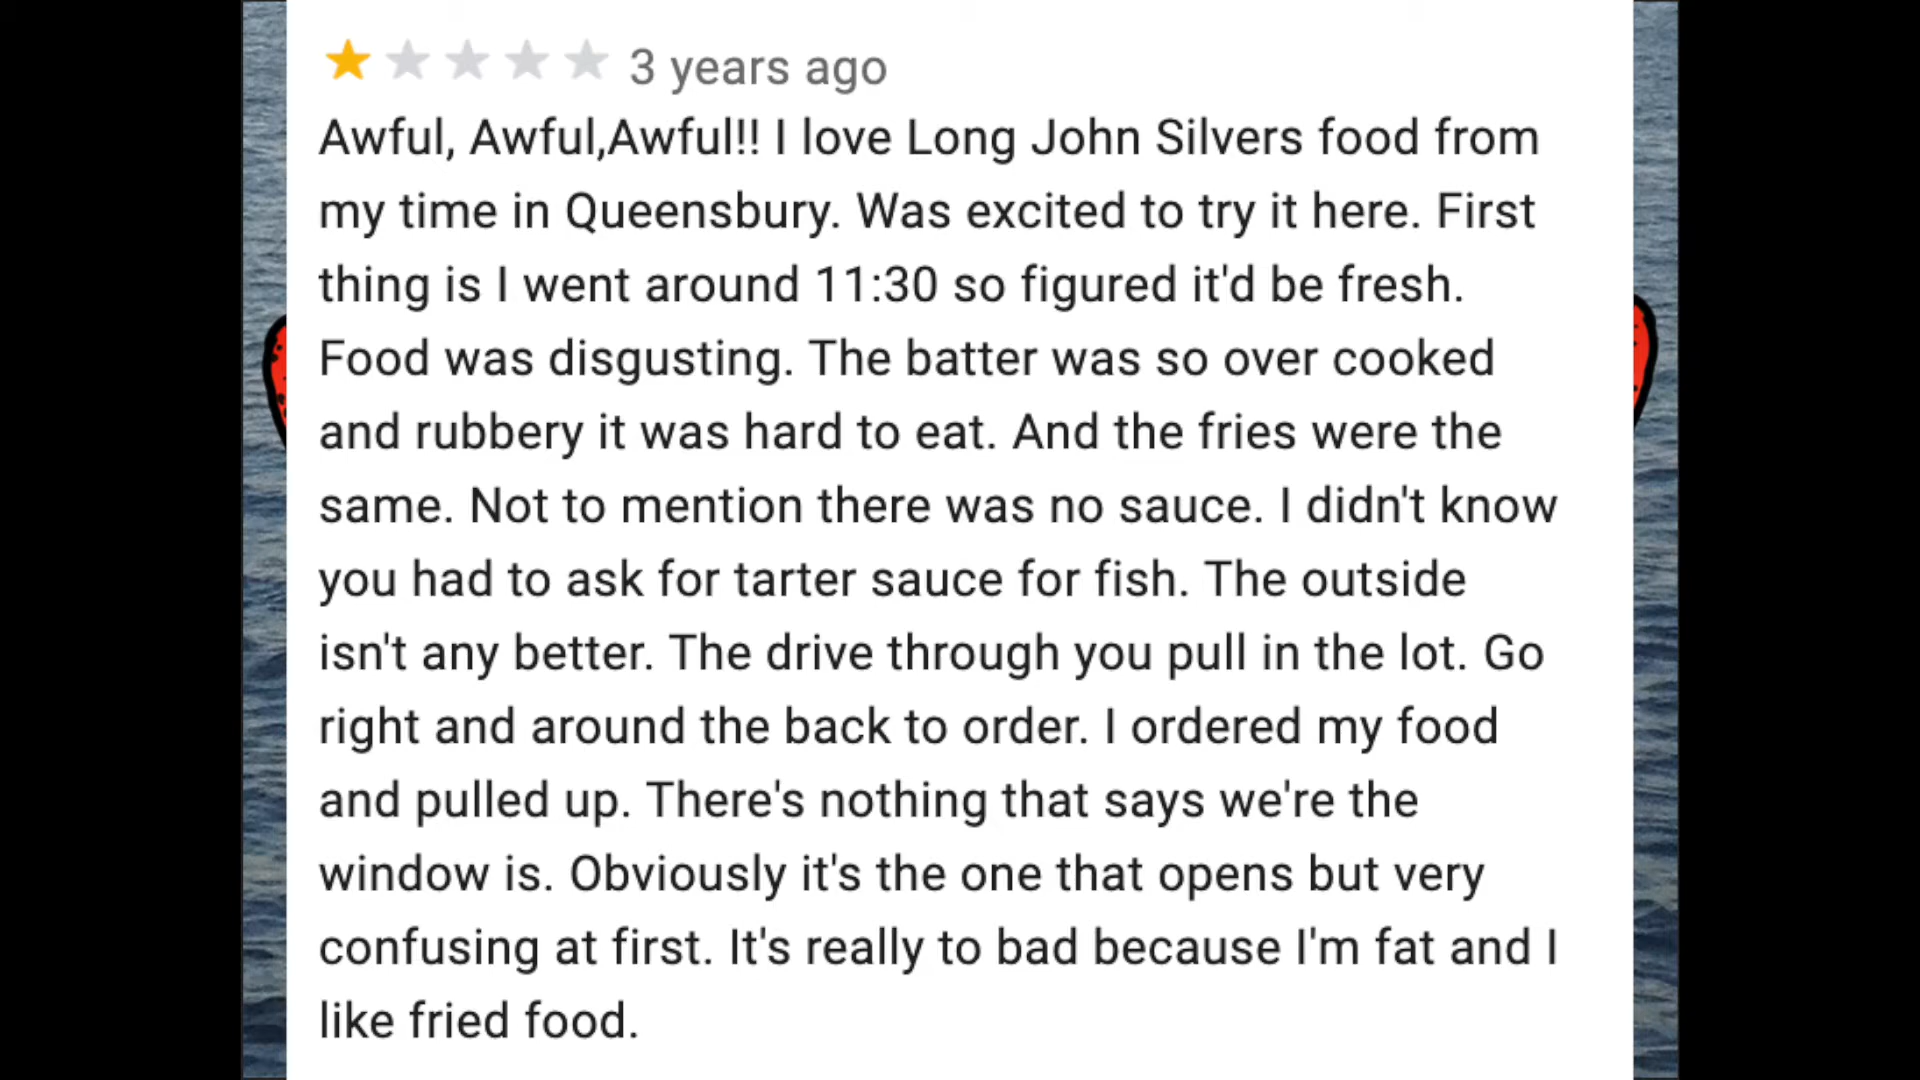 3 years ago
Awful, Awful,Awful!! I love Long John Silvers food from
my time in Queensbury. Was excited to try it here. First
thing is I went around 11:30 so figured it'd be fresh.
Food was disgusting. The batter was so over cooked
and rubbery it was hard to eat. And the fries were the
same. Not to mention there was no sauce. I didn't know
you had to ask for tarter sauce for fish. The outside
isn't any better. The drive through you pull in the lot. Go
right and around the back to order. I ordered my food
and pulled up. There's nothing that says we're the
window is. Obviously it's the one that opens but very
confusing at first. It's really to bad because I'm fat and I
like fried food.